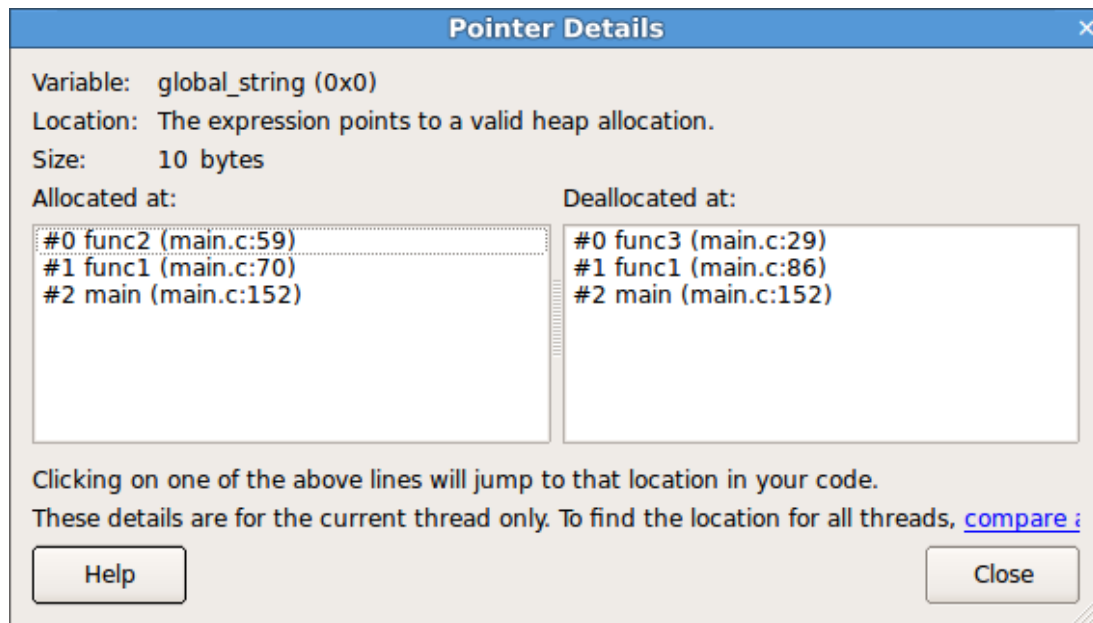 Pointer Details
Variable: global_string (0x0)
Location: The expression points to a valid heap allocation.
Size: 10 bytes
Allocated at:
#0 func2 (main.c:59)
#1 func1 (main.c:70)
#2 main (main.c:152)
Deallocated at:
#0 func3 (main.c:29)
#1 func1 (main.c:86)
#2 main (main.c:152)
Clicking on one of the above lines will jump to that location in your code.
These details are for the current thread only. To find the location for all threads, compare
Help
Close